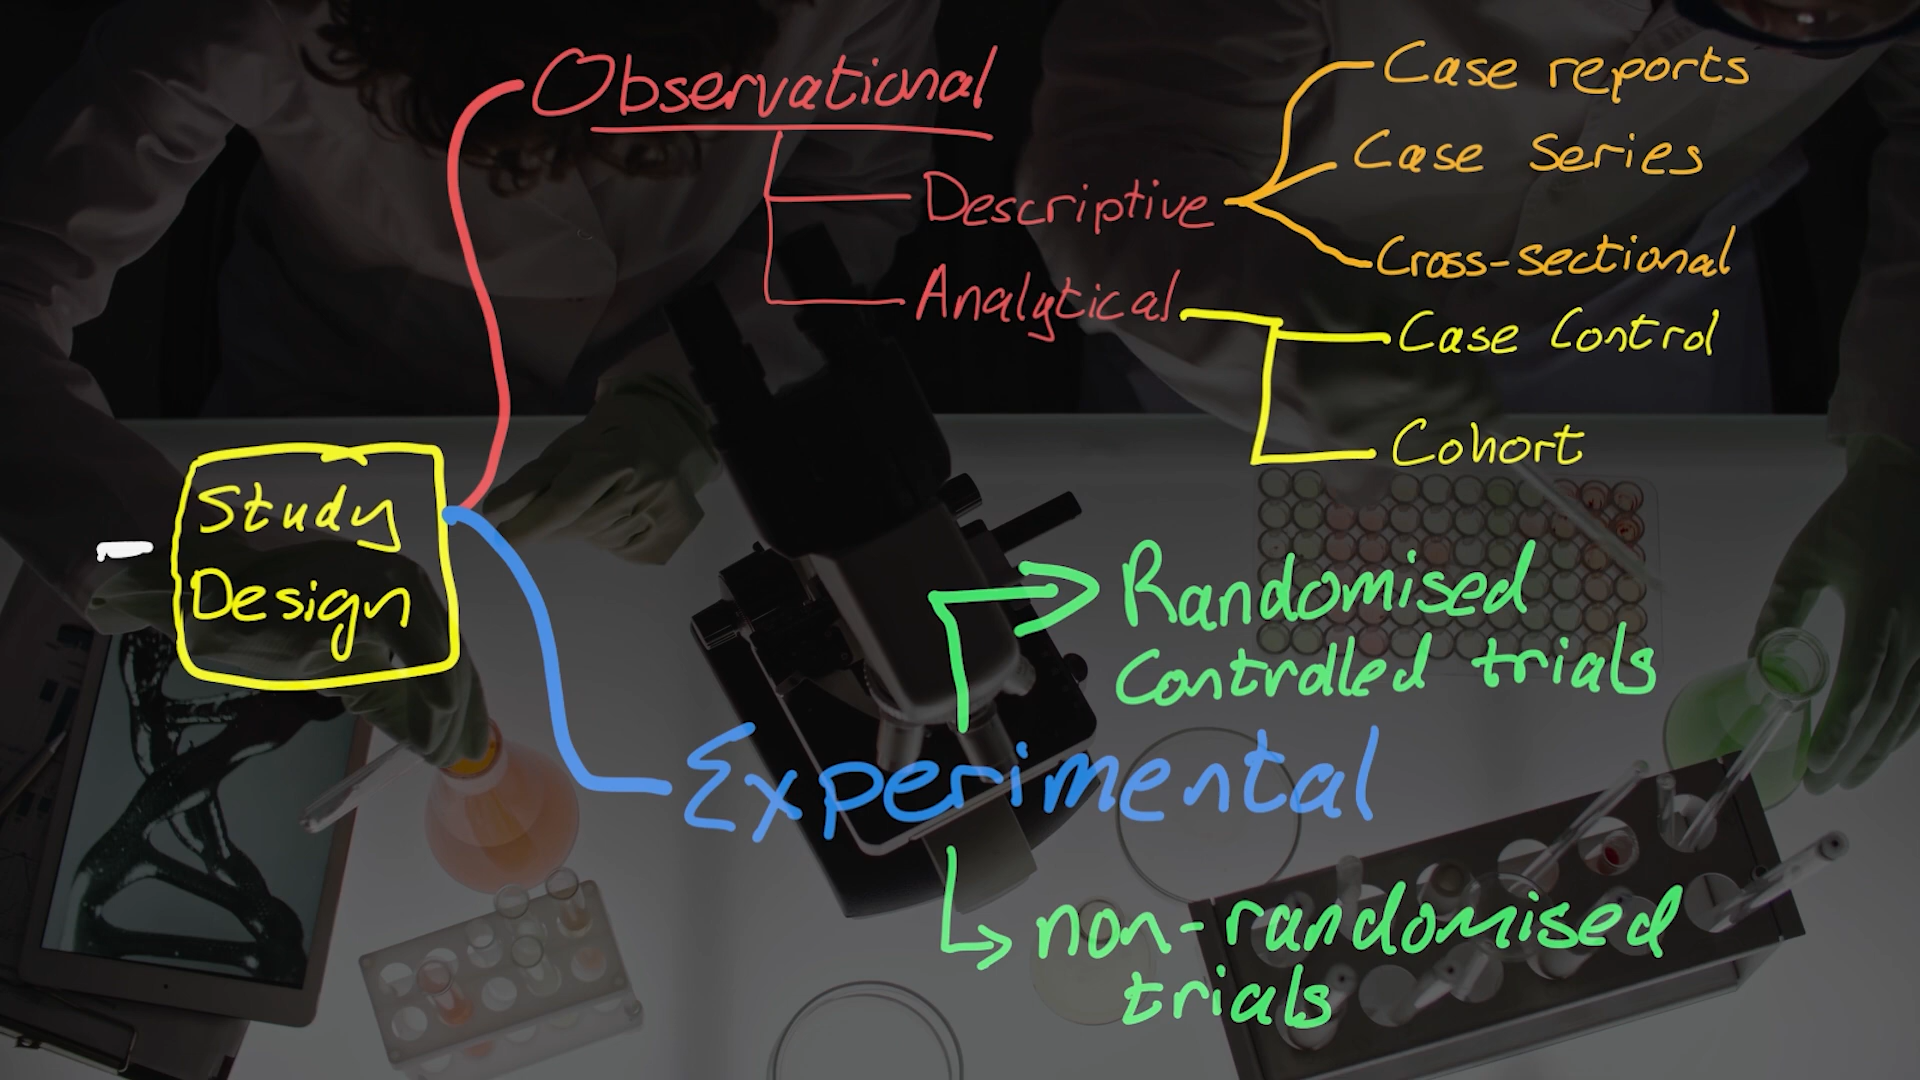 Observational
Case reports
Case Series
Descriptive
Cross-sectional
Analytical
Case Control
Cohort
Study
Design
Randomised
Controlled trials
Experimental
non-randomised
trials